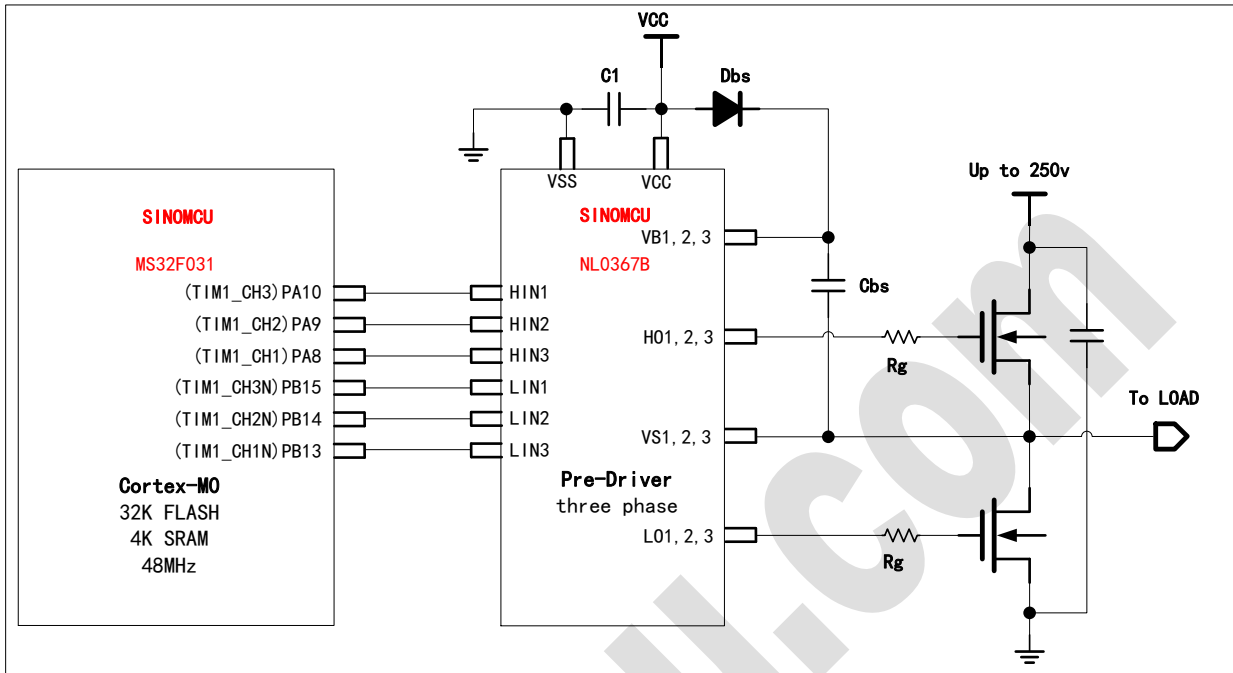 VCC
C1
Dbs
VSS
VCC
Up to 250v
SINOMCU
MS32F031
(TIM1_CH3)PA10
(TIM1_CH2)PA9
(TIM1_CH1)PA8
(TIM1_CH3N)PB15
(TIM1_CH2N)PB14
(TIM1_CH1N)PB13
Cortex-M0
32K FLASH
4K SRAM
48MHz
SINOMCU
NL0367B
HIN1
HIN2
HIN3
LIN1
LIN2
LIN3
VB1,2,3
HO1,2,3
VS1,2,3
LO1,2,3
Pre-Driver
three phase
Cbs
Rg
Rg
To LOAD
.com